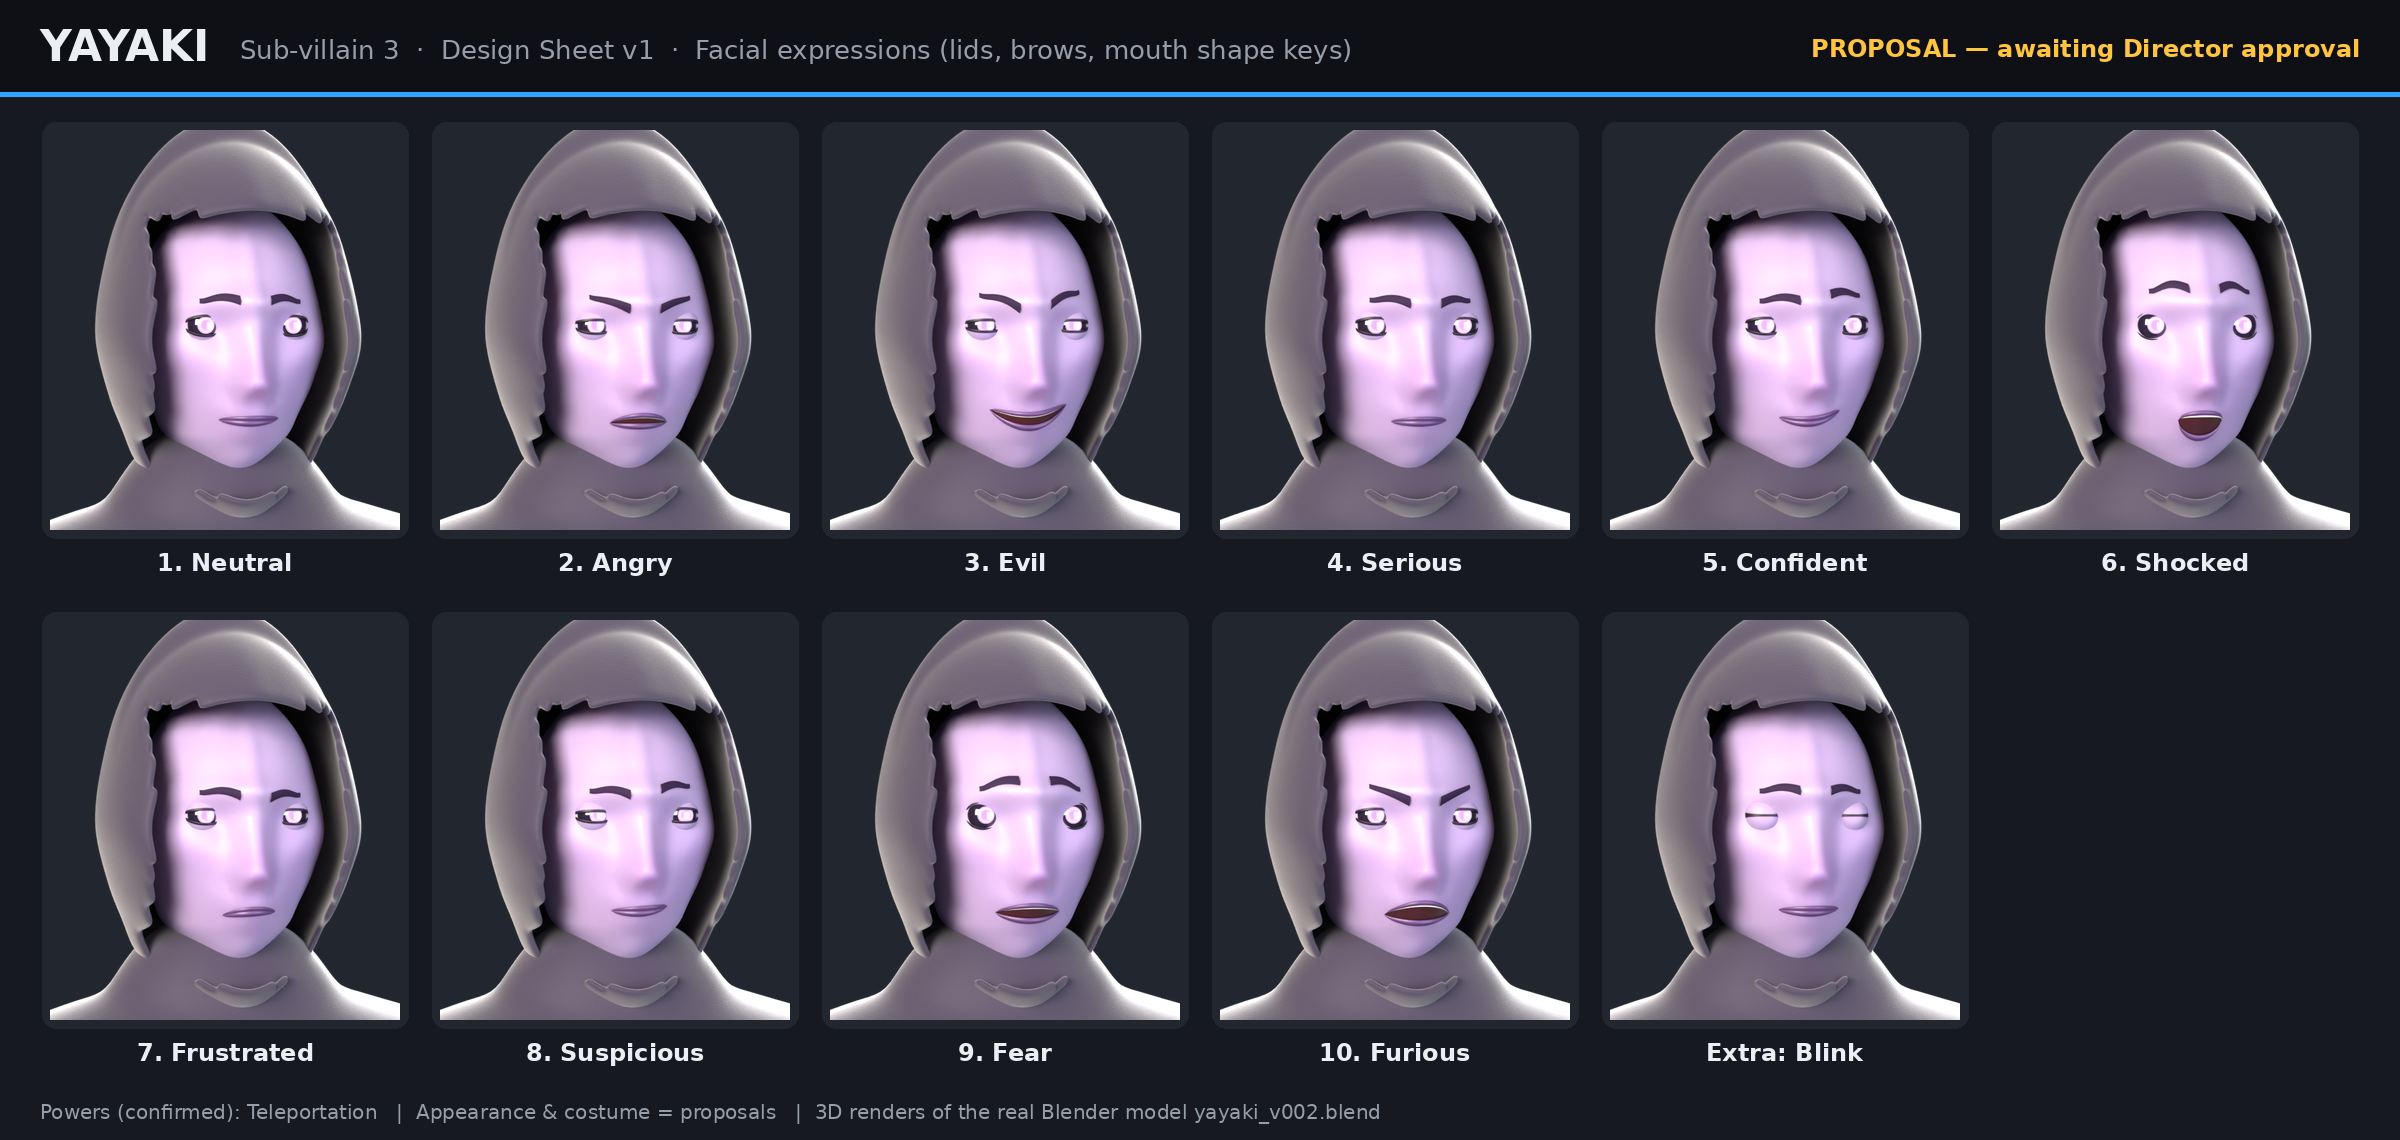 YAYAKI Sub-villain 3 · Design Sheet v1 · Facial expressions (lids, brows, mouth shape keys) PROPOSAL — awaiting Director approval
1. Neutral 2. Angry 3. Evil 4. Serious 5. Confident 6. Shocked
7. Frustrated 8. Suspicious 9. Fear 10. Furious Extra: Blink
Powers (confirmed): Teleportation | Appearance & costume = proposals | 3D renders of the real Blender model yayaki_v002.blend